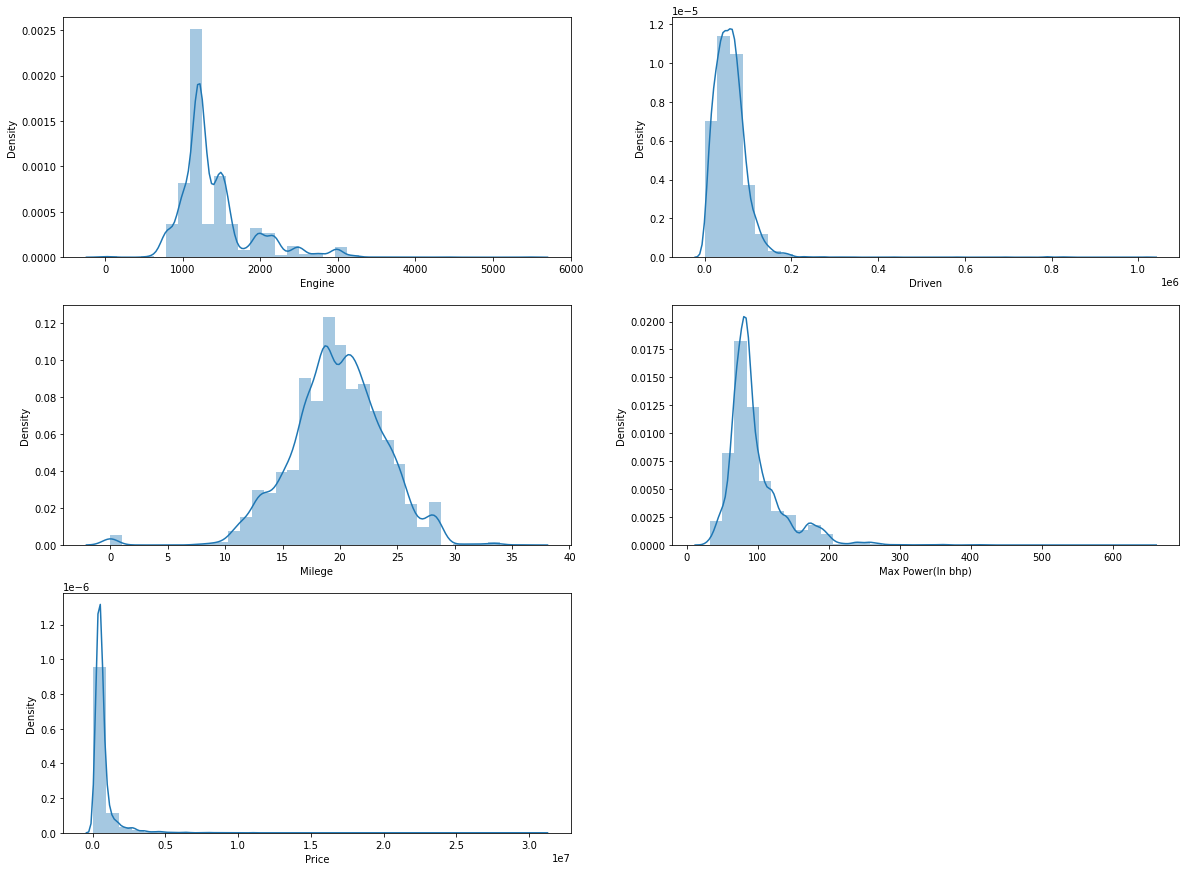 0.0025
0.0020
0.0015
0.0010
0.0005
0.0000
Density
0 1000 2000 3000 4000 5000 6000
Engine
1e-5
1.2
1.0
0.8
0.6
0.4
0.2
0.0
Density
0.0 0.2 0.4 0.6 0.8 1.0
1e6
Driven
0.12
0.10
0.08
0.06
0.04
0.02
0.00
Density
0 5 10 15 20 25 30 35 40
Milege
0.0200
0.0175
0.0150
0.0125
0.0100
0.0075
0.0050
0.0025
0.0000
Density
0 100 200 300 400 500 600
Max Power(In bhp)
1e-6
1.2
1.0
0.8
0.6
0.4
0.2
0.0
Density
0.0 0.5 1.0 1.5 2.0 2.5 3.0
1e7
Price